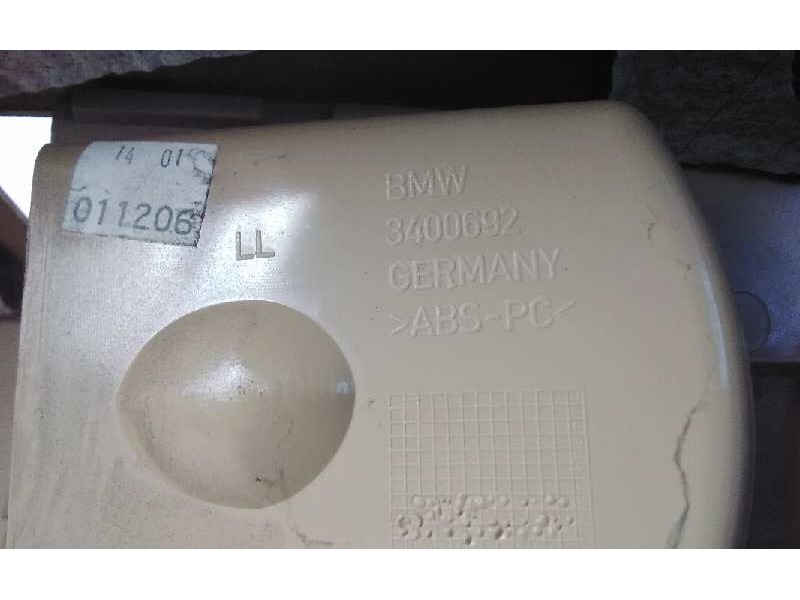 74 01
011206
LL
BMW
3400692
GERMANY
>ABS-PC<